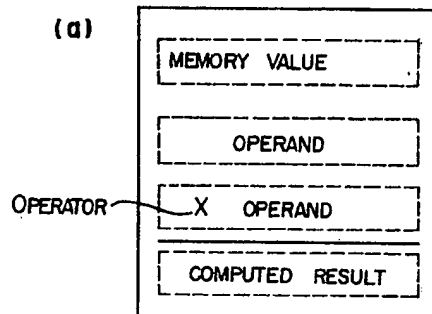 (a)
MEMORY VALUE
OPERAND
OPERATOR X OPERAND
COMPUTED RESULT